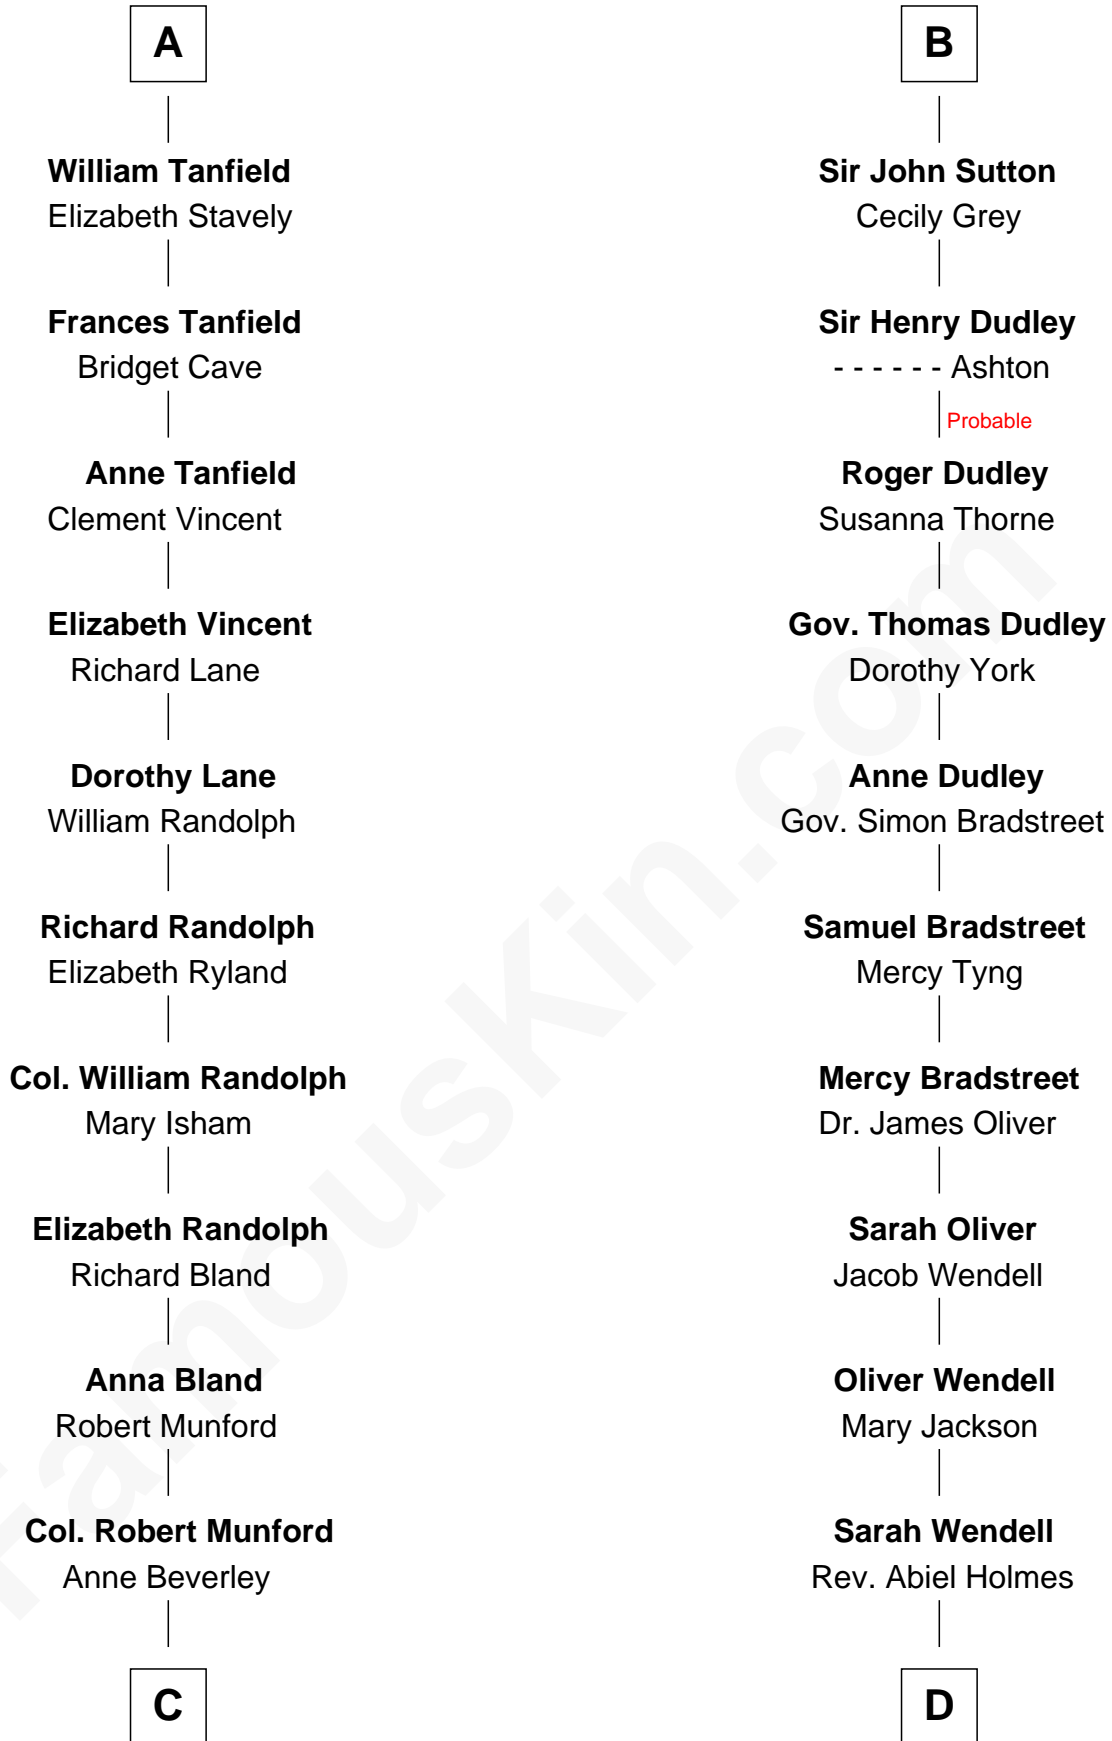 A
William Tanfield
Elizabeth Stavely
Frances Tanfield
Bridget Cave
Anne Tanfield
Clement Vincent
Elizabeth Vincent
Richard Lane
Dorothy Lane
William Randolph
Richard Randolph
Elizabeth Ryland
Col. William Randolph
Mary Isham
Elizabeth Randolph
Richard Bland
Anna Bland
Robert Munford
Col. Robert Munford
Anne Beverley
C
B
Sir John Sutton
Cecily Grey
Sir Henry Dudley
- - - - - - Ashton
Probable
Roger Dudley
Susanna Thorne
Gov. Thomas Dudley
Dorothy York
Anne Dudley
Gov. Simon Bradstreet
Samuel Bradstreet
Mercy Tyng
Mercy Bradstreet
Dr. James Oliver
Sarah Oliver
Jacob Wendell
Oliver Wendell
Mary Jackson
Sarah Wendell
Rev. Abiel Holmes
D
FamousKin.com